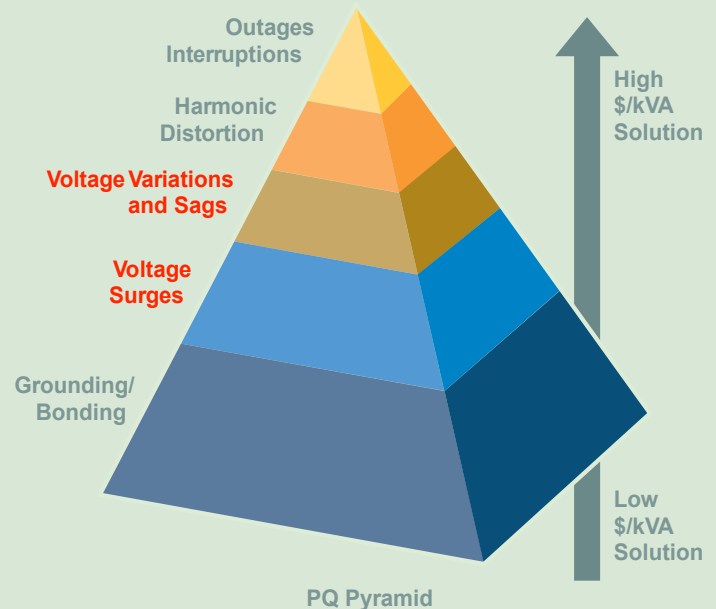 Outages
Interruptions
Harmonic
Distortion
Voltage Variations
and Sags
Voltage
Surges
Grounding/
Bonding
High
$/kVA
Solution
Low
$/kVA
Solution
PQ Pyramid